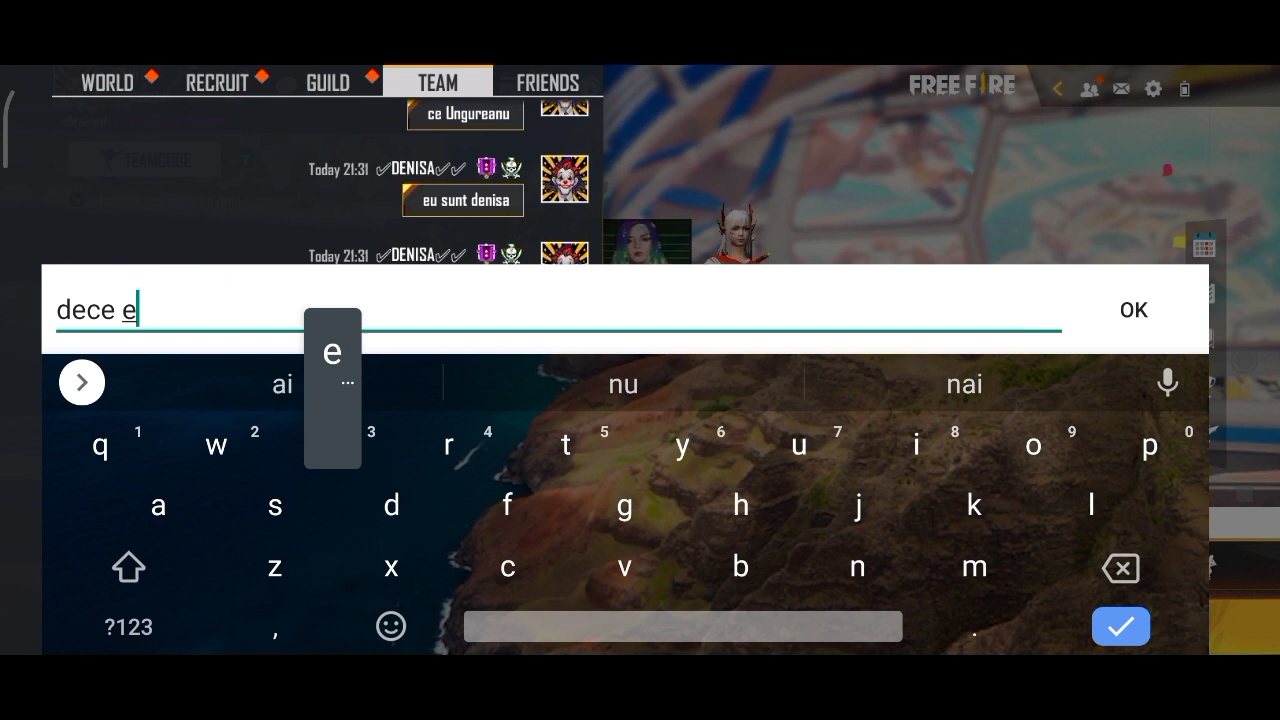 WORLD RECRUIT GUILD TEAM FRIENDS
FREE FIRE
ce Ungureanu
TEAMCODE
Today 21:31 ✓DENISA✓✓
eu sunt denisa
Today 21:31 ✓DENISA✓✓
dece e
OK
e
...
ai nu nai
q 1 w 2 3 r 4 t 5 y 6 u 7 i 8 o 9 p 0
a s d f g h j k l
z x c v b n m
?123 , .